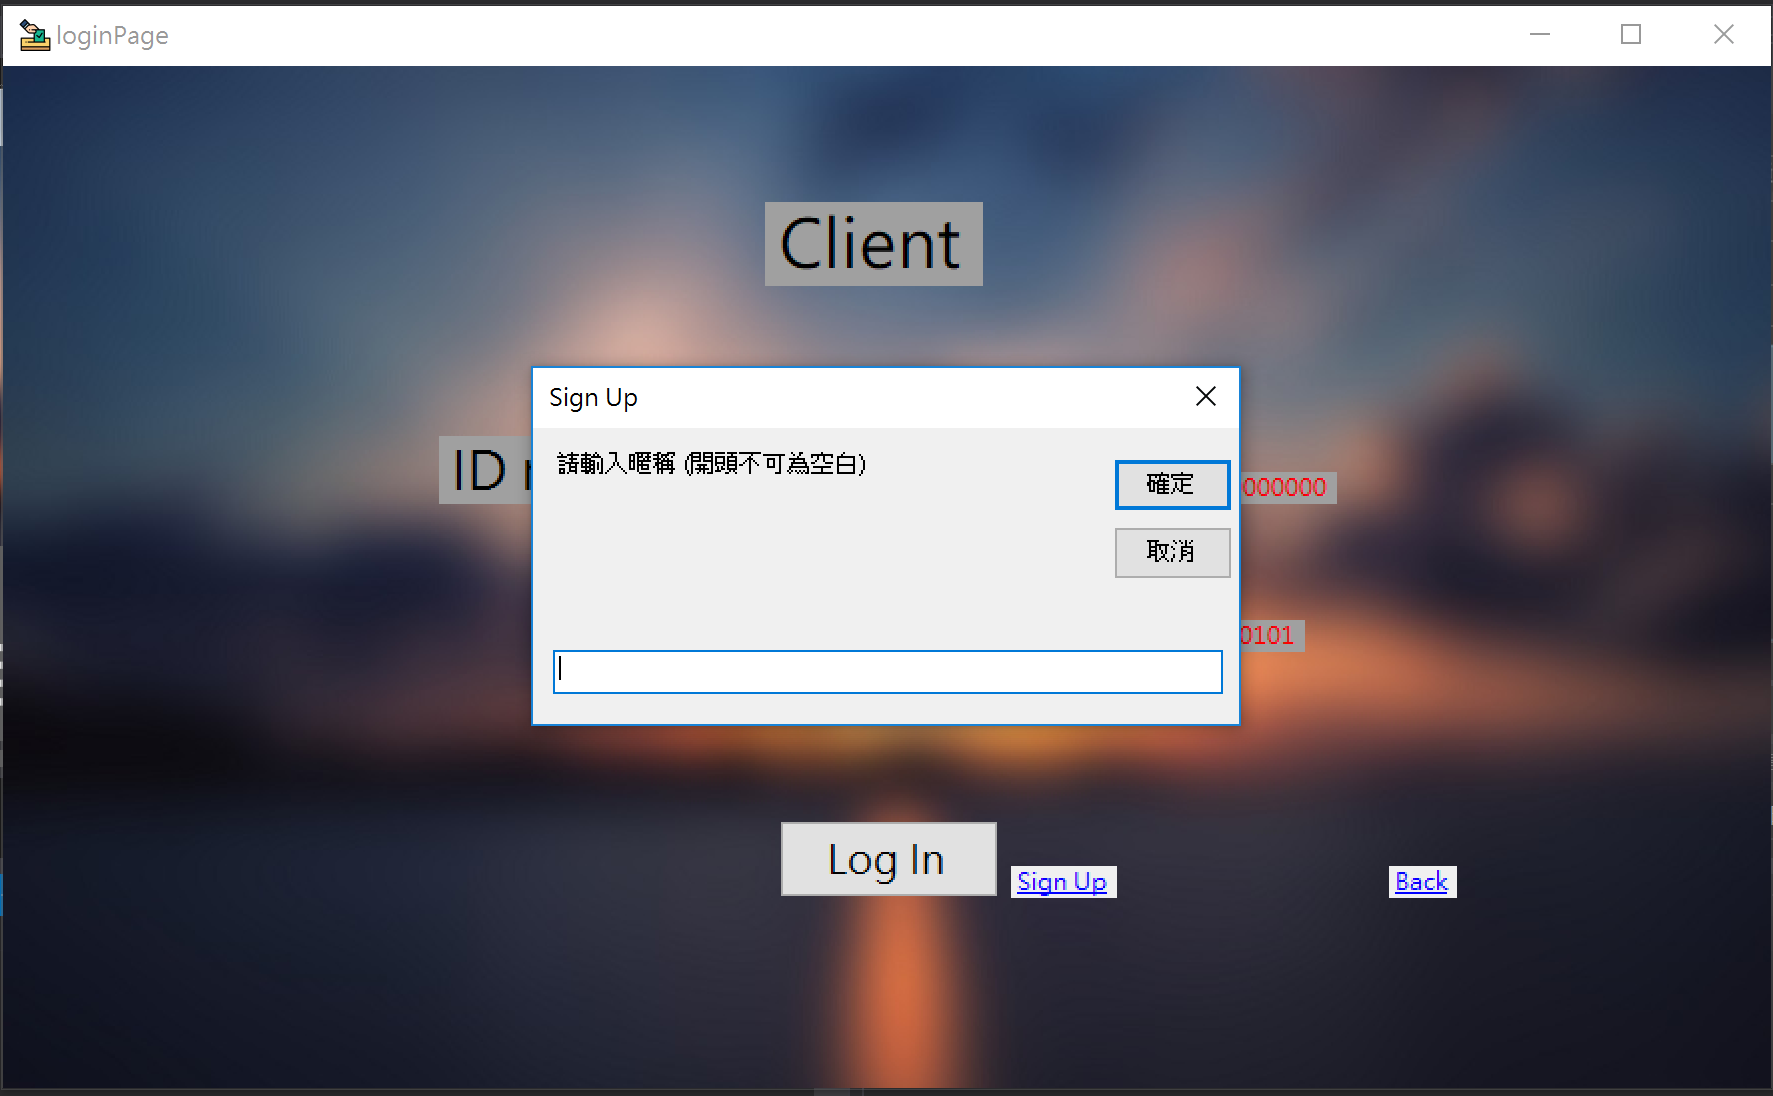 loginPage
Client
Sign Up
請輸入暱稱 (開頭不可為空白)
確定
取消
ID
000000
0101
Log In
Sign Up
Back